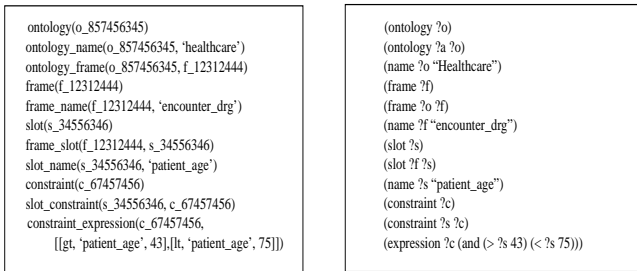 ontology(o_857456345)
ontology_name(o_857456345, ‘healthcare’)
ontology_frame(o_857456345, f_12312444)
frame(f_12312444)
frame_name(f_12312444, ‘encounter_drg’)
slot(s_34556346)
frame_slot(f_12312444, s_34556346)
slot_name(s_34556346, ‘patient_age’)
constraint(c_67457456)
slot_constraint(s_34556346, c_67457456)
constraint_expression(c_67457456,
[[gt, ‘patient_age’, 43],[lt, ‘patient_age’, 75]])
(ontology ?o)
(ontology ?a ?o)
(name ?o “Healthcare”)
(frame ?f)
(frame ?o ?f)
(name ?f “encounter_drg”)
(slot ?s)
(slot ?f ?s)
(name ?s “patient_age”)
(constraint ?c)
(constraint ?s ?c)
(expression ?c (and (> ?s 43) (< ?s 75)))